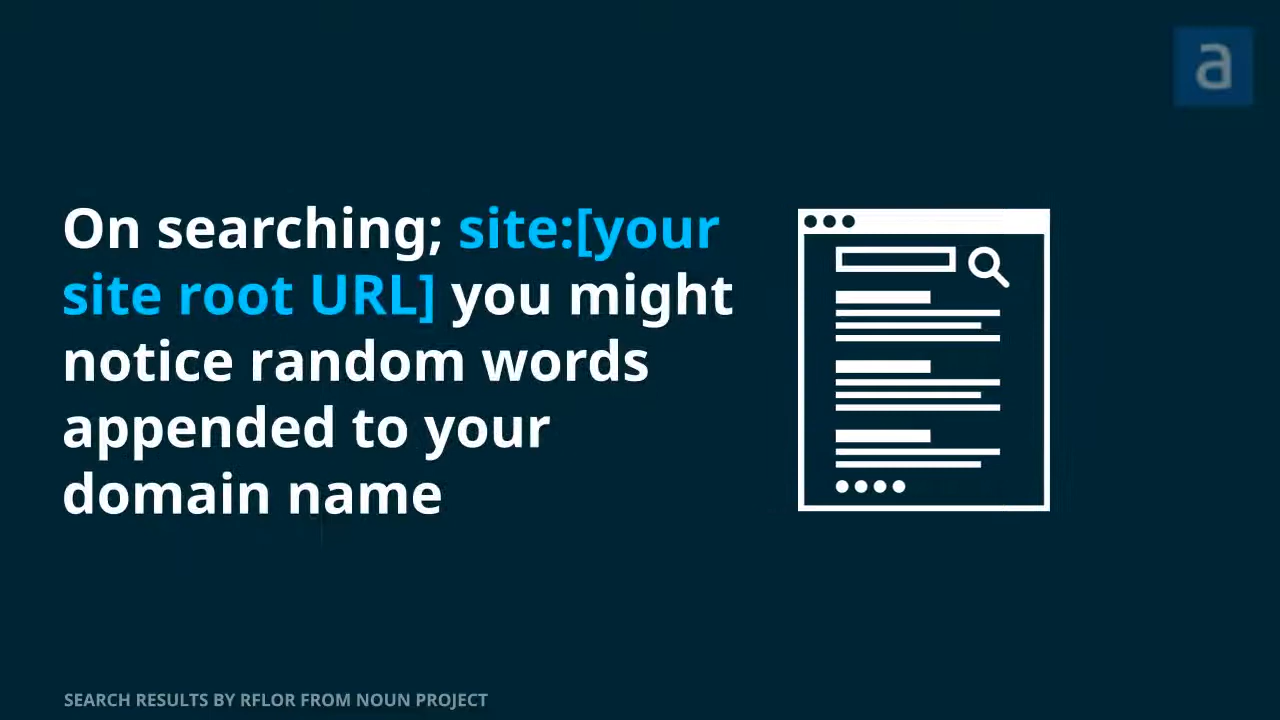 a
On searching; site:[your
site root URL] you might
notice random words
appended to your
domain name
SEARCH RESULTS BY RFLOR FROM NOUN PROJECT